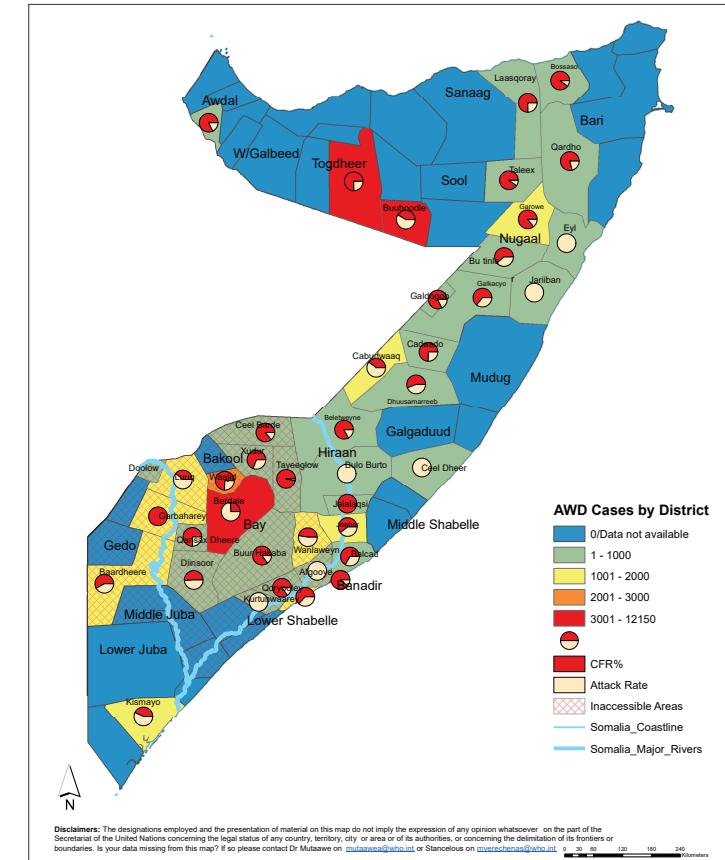 Bossaso
Laasqoray
Sanaag
Awdal
Bari
W/Galbeed
Qardho
Togdheer
Taleex
Sool
Buuhoodle
Garowe
Eyl
Nugaal
Bu tinle
Jariiban
Galkacyo
Galdogob
Cadaado
Cabudwaaq
Mudug
Dhuusamarreeb
Beletweyne
Ceel Barde
Galgaduud
Hiraan
Xudur
Bakool
Doolow
Bulo Burto
Ceel Dheer
Luuq
Waajid
Tayeeglow
Berdale
Jalalaqsi
Garbaharey
Bay
Jowhar
Middle Shabelle
Qansax Dheere
Gedo
Wanlaweyn
Buur Hakaba
Balcad
Diinsoor
Afgooye
Baardheere
Banadir
Qoryooley
Kurtunwaarey
Middle Juba
Lower Shabelle
Lower Juba
Kismayo
N
AWD Cases by District
0/Data not available
1 - 1000
1001 - 2000
2001 - 3000
3001 - 12150
CFR%
Attack Rate
Inaccessible Areas
Somalia_Coastline
Somalia_Major_Rivers
Disclaimers: The designations employed and the presentation of material on this map do not imply the expression of any opinion whatsoever on the part of the
Secretariat of the United Nations concerning the legal status of any country, territory, city or area or of its authorities, or concerning the delimitation of its frontiers or
boundaries. Is your data missing from this map? If so please contact Dr Mutaawe on mutaawea@who.int or Stancelous on mverechenas@who.int
0 30 60 120 180 240
Kilometers